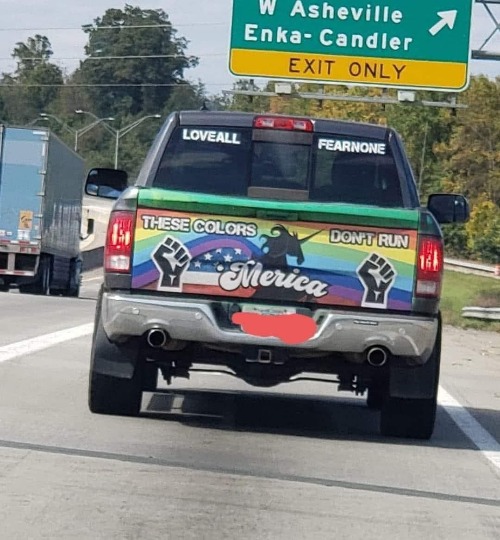 W Asheville
Enka-Candler
EXIT ONLY
LOVEALL
FEARNONE
THESE COLORS
DON'T RUN
'Merica